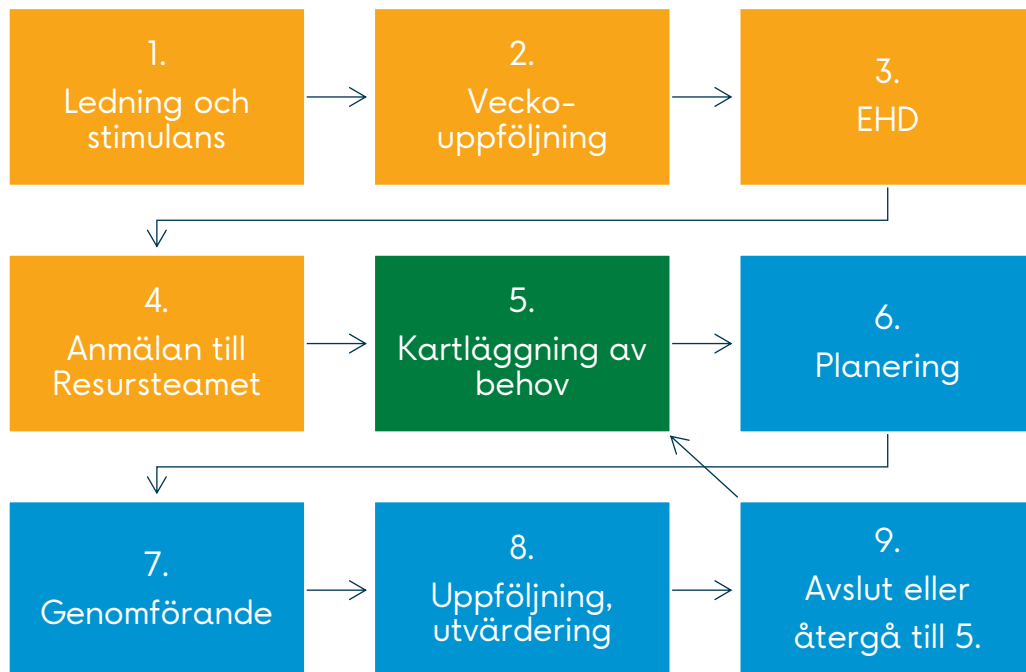 1.
Ledning och
stimulans
2.
Vecko-
uppföljning
3.
EHD
4.
Anmälan till
Resursteamet
5.
Kartläggning av
behov
6.
Planering
7.
Genomförande
8.
Uppföljning,
utvärdering
9.
Avslut eller
återgå till 5.